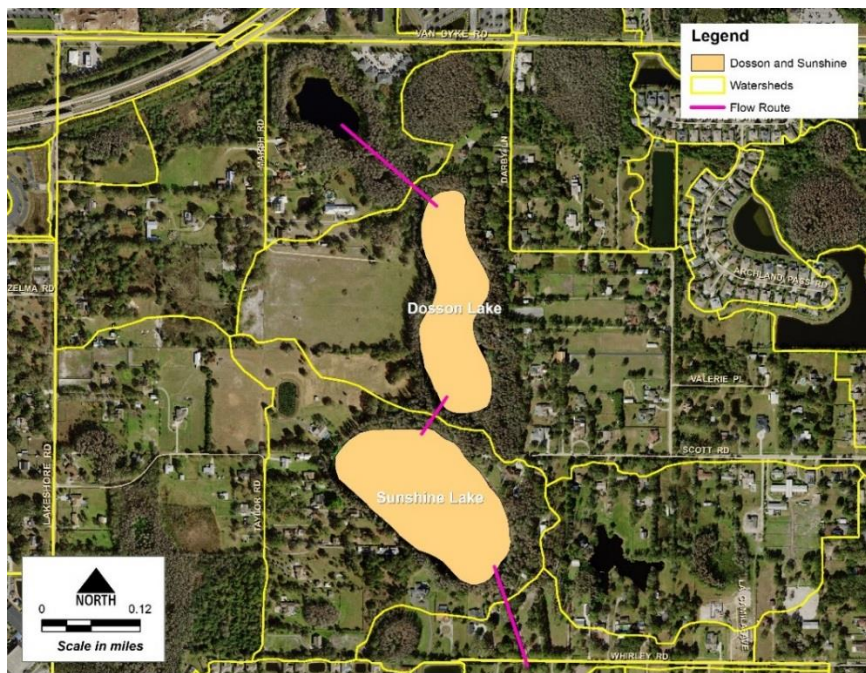 VAN DYKE RD
Legend
Dosson and Sunshine
Watersheds
Flow Route
MARSH RD
DARBY LN
ZELMA RD
ARCHLAND PASS RD
Dosson Lake
VALERIE PL
SCOTT RD
LAKESHORE RD
TAYLOR RD
Sunshine Lake
NORTH
0 0.12
Scale in miles
WHIRLEY RD